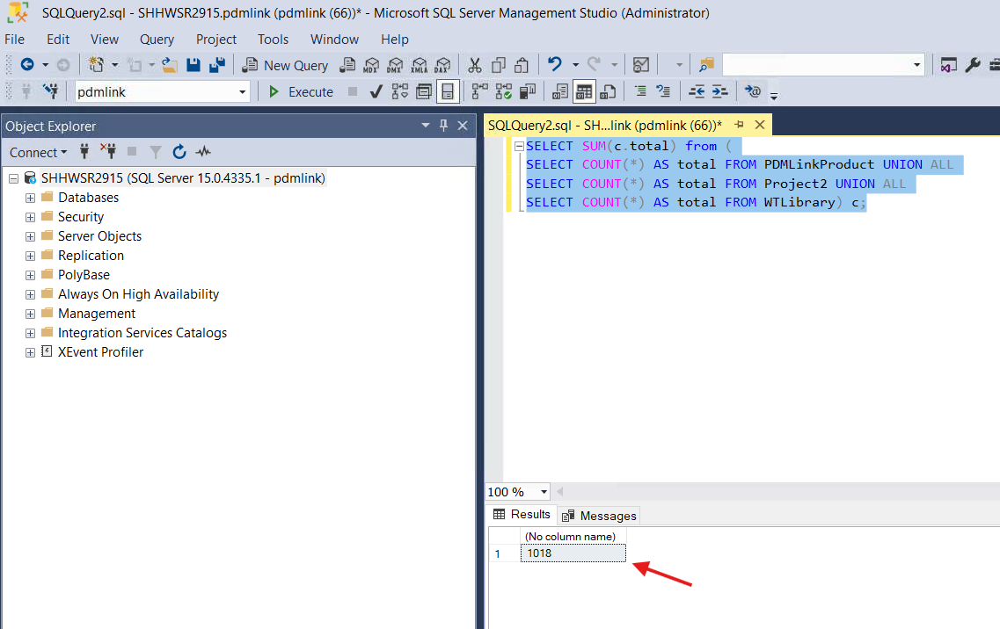 SQLQuery2.sql - SHHWSR2915.pdmlink (pdmlink (66))* - Microsoft SQL Server Management Studio (Administrator)
File Edit View Query Project Tools Window Help
New Query MDX DMX XMLA DAX
pdmlink Execute
Object Explorer
Connect
SHHWSR2915 (SQL Server 15.0.4335.1 - pdmlink)
Databases
Security
Server Objects
Replication
PolyBase
Always On High Availability
Management
Integration Services Catalogs
XEvent Profiler
SQLQuery2.sql - SH...link (pdmlink (66))*
SELECT SUM(c.total) from (
SELECT COUNT(*) AS total FROM PDMLinkProduct UNION ALL
SELECT COUNT(*) AS total FROM Project2 UNION ALL
SELECT COUNT(*) AS total FROM WTLibrary) c;
100 %
Results Messages
(No column name)
1 1018